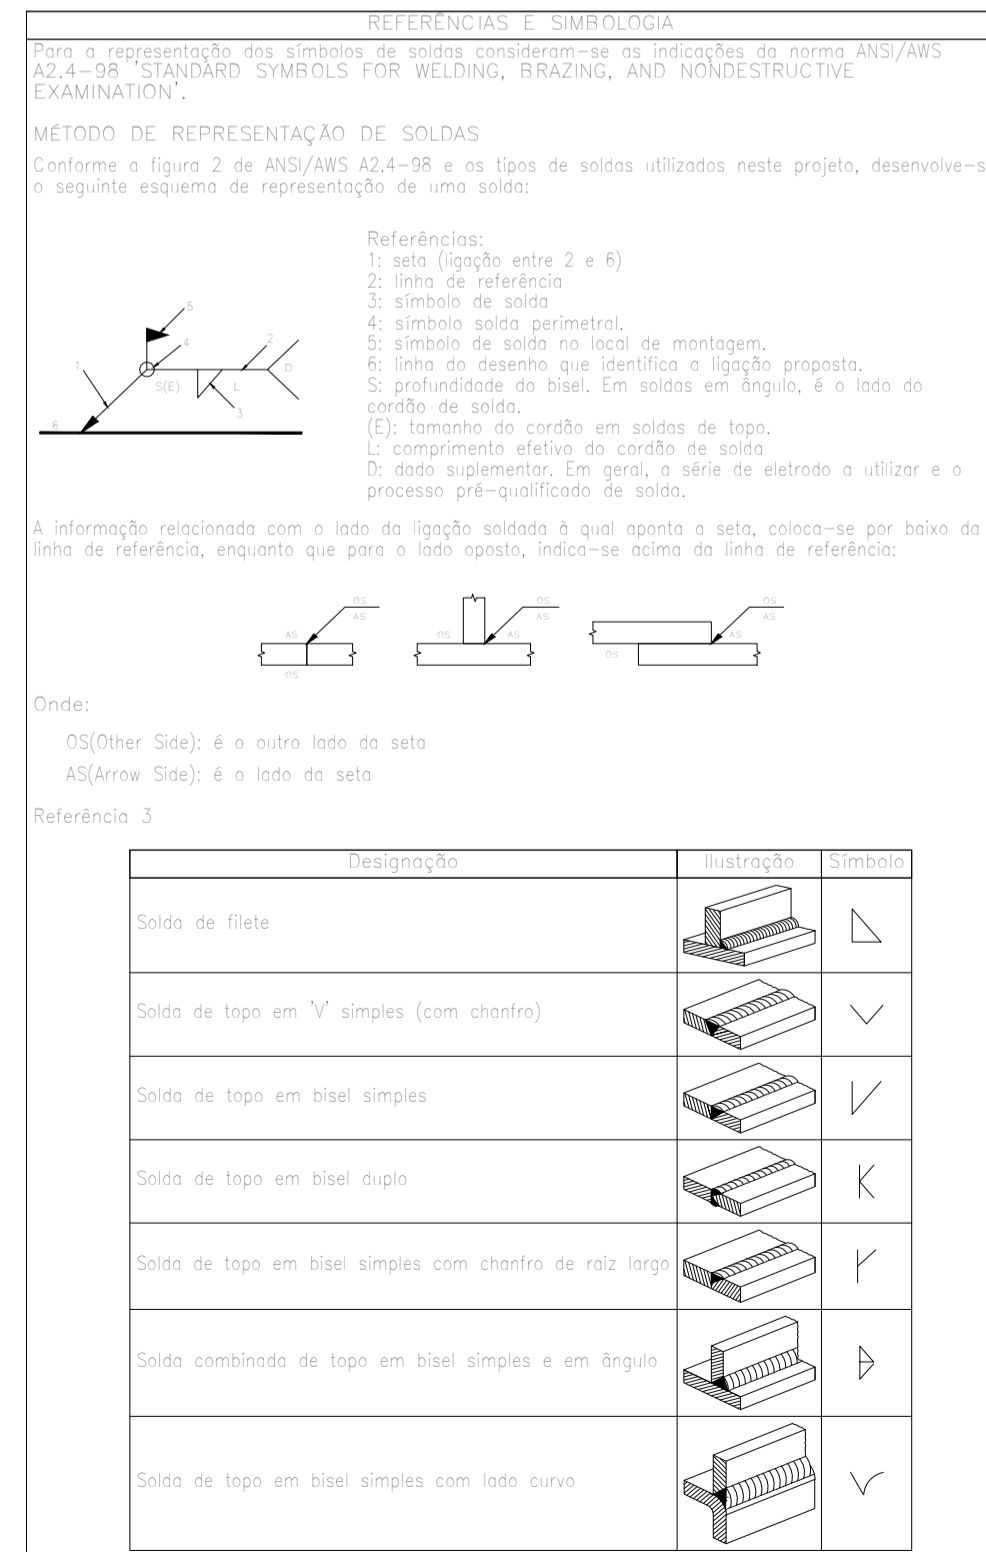 REFERÊNCIAS E SIMBOLOGIA
Para a representação dos símbolos de soldas consideram-se as indicações da norma ANSI/AWS
A2.4-98 'STANDARD SYMBOLS FOR WELDING, BRAZING, AND NONDESTRUCTIVE
EXAMINATION'.
MÉTODO DE REPRESENTAÇÃO DE SOLDAS
Conforme a figura 2 de ANSI/AWS A2.4-98 e os tipos de soldas utilizados neste projeto, desenvolve-s
o seguinte esquema de representação de uma solda:
Referências:
1: seta (ligação entre 2 e 6)
2: linha de referência
3: símbolo de solda
4: símbolo solda perimetral.
5: símbolo de solda no local de montagem.
6: linha do desenho que identifica a ligação proposta.
S: profundidade do bisel. Em soldas em ângulo, é o lado do
cordão de solda.
(E): tamanho do cordão em soldas de topo.
L: comprimento efetivo do cordão de solda
D: dado suplementar. Em geral, a série de eletrodo a utilizar e o
processo pré-qualificado de solda.
5
4
2
1
S(E)
L
D
3
6
A informação relacionada com o lado da ligação soldada à qual aponta a seta, coloca-se por baixo da
linha de referência, enquanto que para o lado oposto, indica-se acima da linha de referência:
OS
AS
AS
OS
OS
AS
OS
AS
OS
AS
AS
OS
Onde:
OS(Other Side): é o outro lado da seta
AS(Arrow Side): é o lado da seta
Referência 3
Designação Ilustração Símbolo
Solda de filete
Solda de topo em 'V' simples (com chanfro)
Solda de topo em bisel simples
Solda de topo em bisel duplo
Solda de topo em bisel simples com chanfro de raiz largo
Solda combinada de topo em bisel simples e em ângulo
Solda de topo em bisel simples com lado curvo